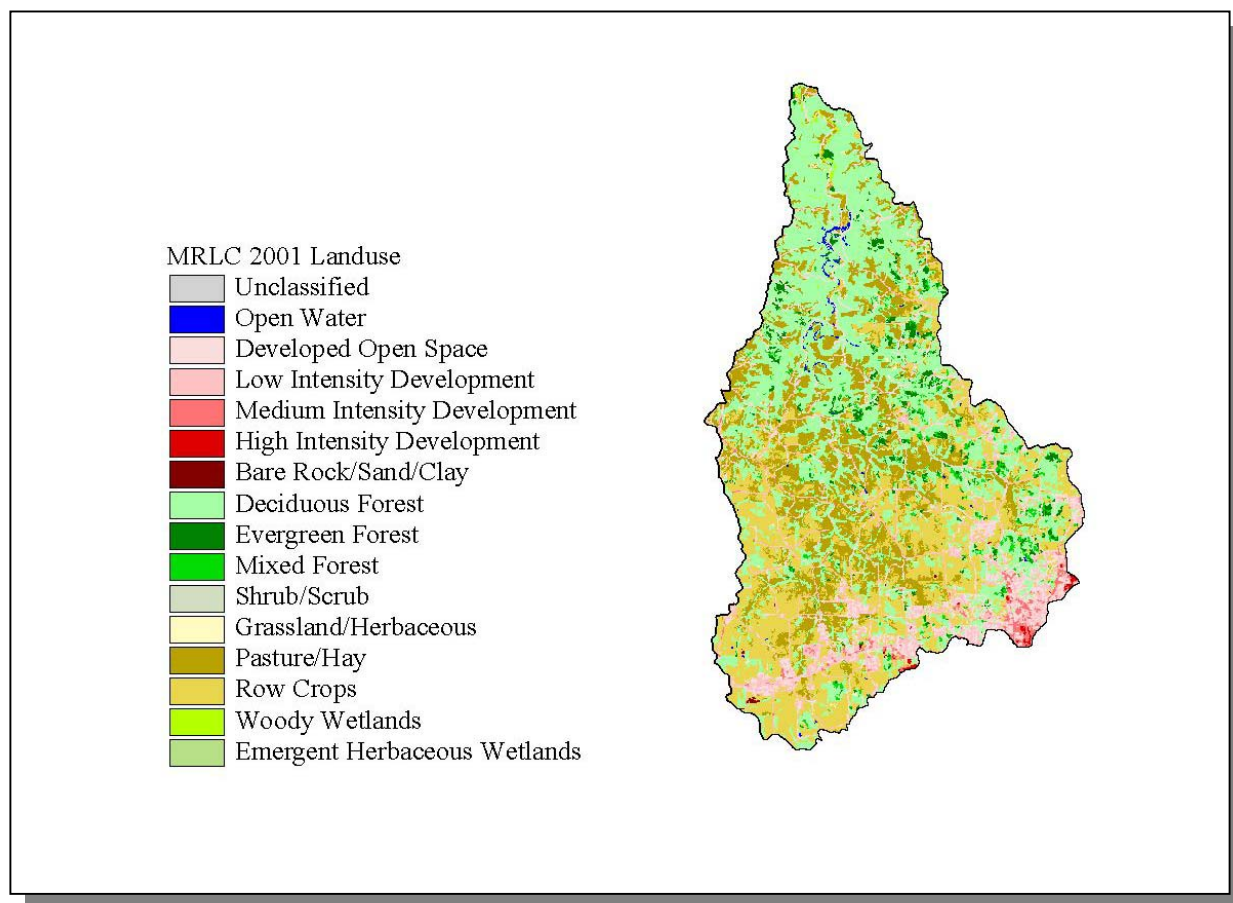 MRLC 2001 Landuse
Unclassified
Open Water
Developed Open Space
Low Intensity Development
Medium Intensity Development
High Intensity Development
Bare Rock/Sand/Clay
Deciduous Forest
Evergreen Forest
Mixed Forest
Shrub/Scrub
Grassland/Herbaceous
Pasture/Hay
Row Crops
Woody Wetlands
Emergent Herbaceous Wetlands